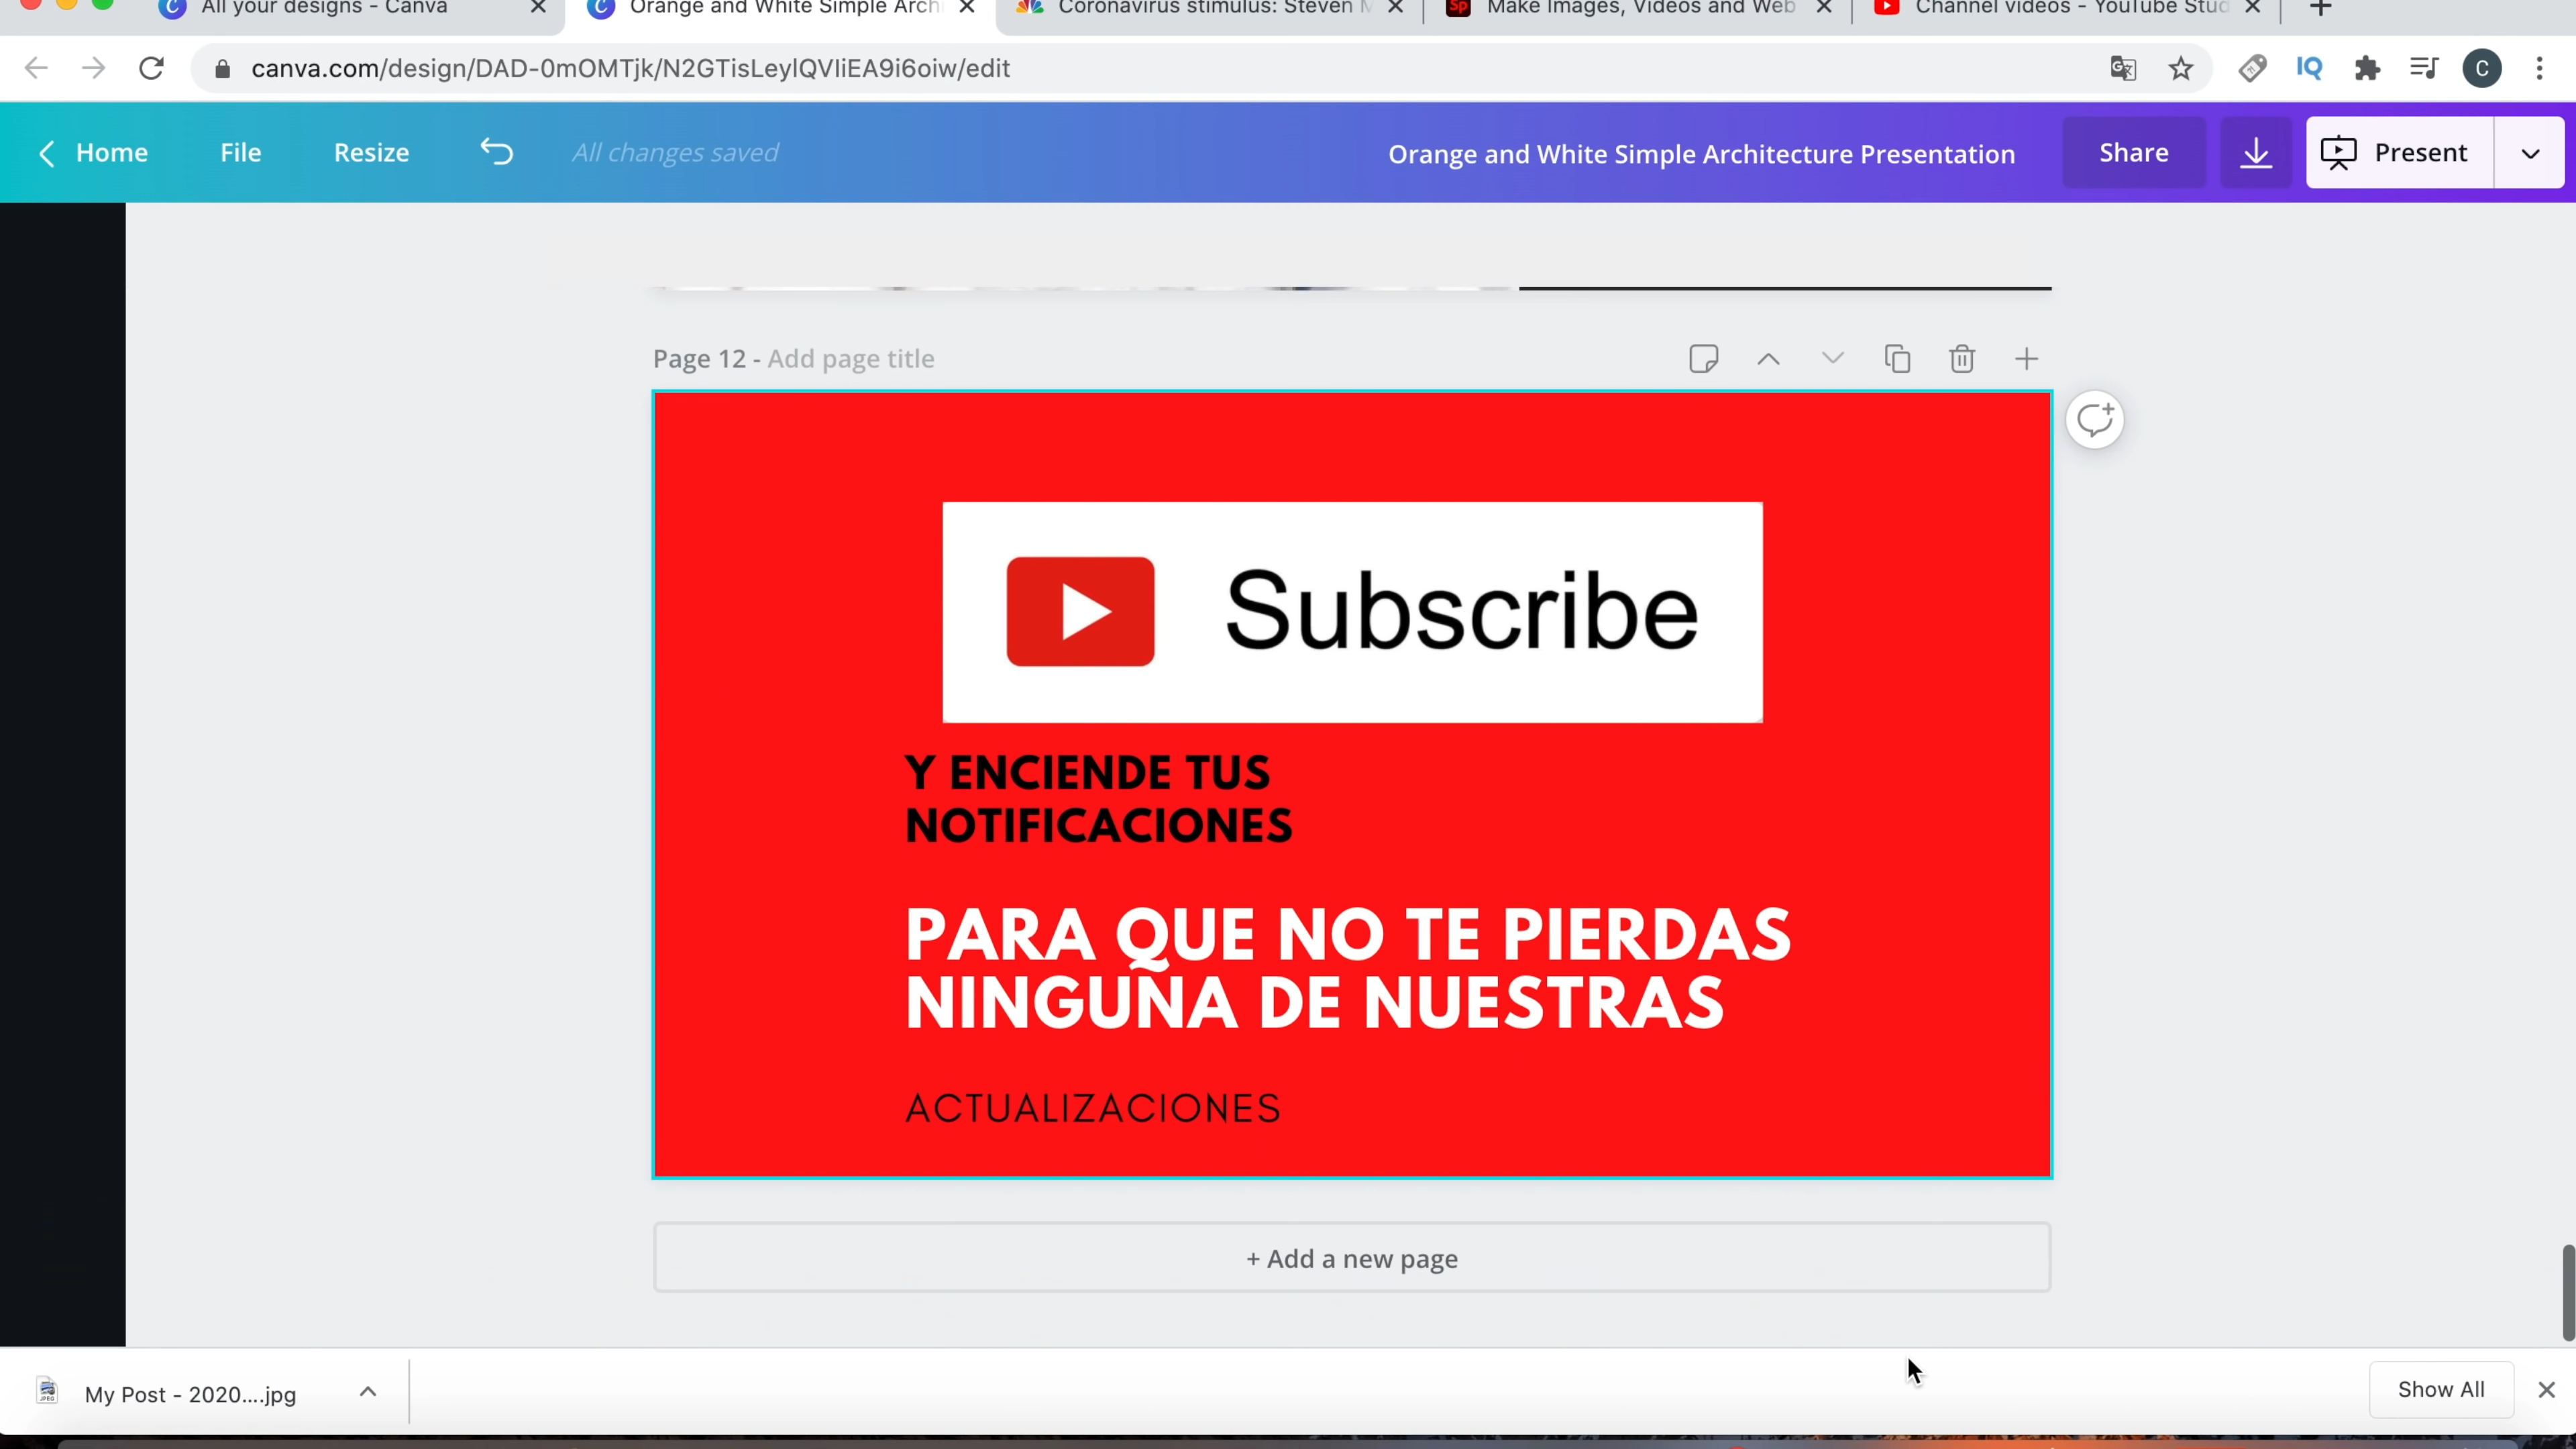 All your designs - Canva
Orange and White Simple Arch
Coronavirus stimulus: Steven M
Make Images, Videos and Web
Channel videos - YouTube Stud
canva.com/design/DAD-0mOMTjk/N2GTisLeylQVIiEA9i6oiw/edit
IQ
C
Home
File
Resize
All changes saved
Orange and White Simple Architecture Presentation
Share
Present
Page 12 - Add page title
Subscribe
Y ENCIENDE TUS
NOTIFICACIONES
PARA QUE NO TE PIERDAS
NINGUNA DE NUESTRAS
ACTUALIZACIONES
+ Add a new page
My Post - 2020....jpg
Show All